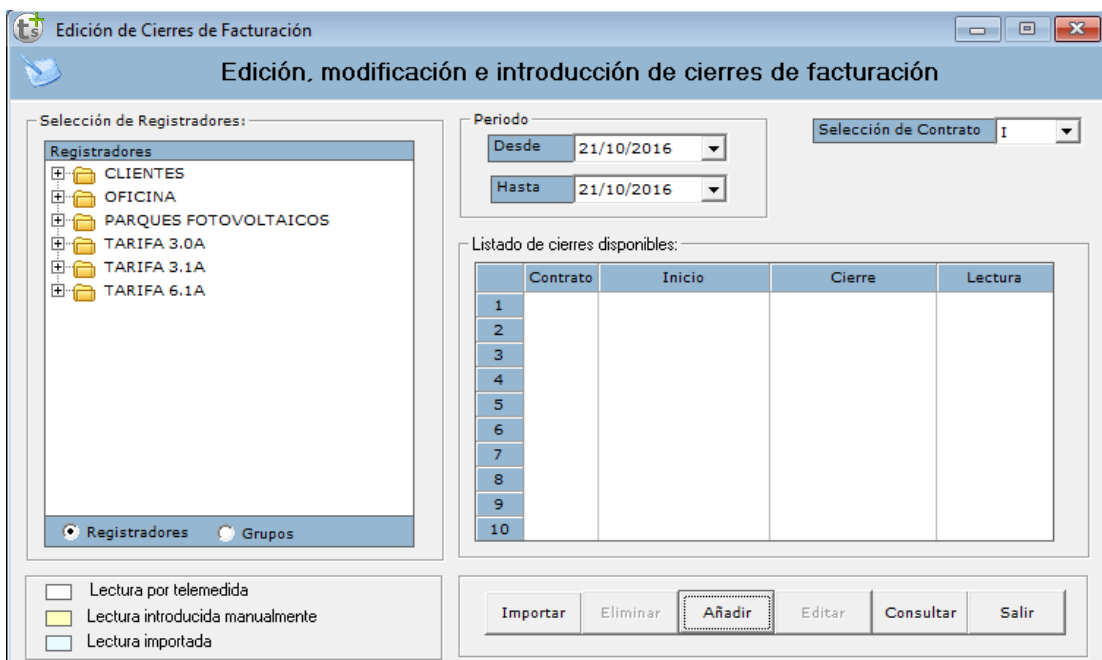 ts
Edición de Cierres de Facturación
Edición, modificación e introducción de cierres de facturación
Selección de Registradores:
Registradores
CLIENTES
OFICINA
PARQUES FOTOVOLTAICOS
TARIFA 3.0A
TARIFA 3.1A
TARIFA 6.1A
Registradores Grupos
Lectura por telemedida
Lectura introducida manualmente
Lectura importada
Periodo
Desde 21/10/2016
Hasta 21/10/2016
Selección de Contrato I
Listado de cierres disponibles:
Contrato Inicio Cierre Lectura
1
2
3
4
5
6
7
8
9
10
Importar Eliminar Añadir Editar Consultar Salir